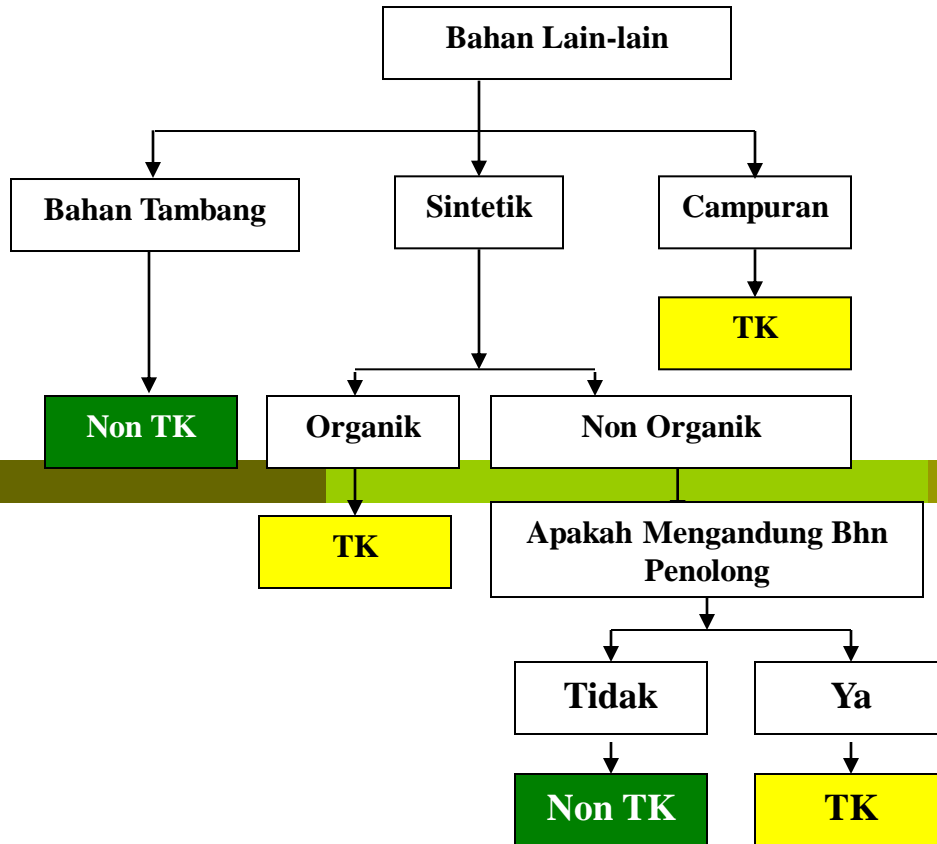 Bahan Lain-lain
Bahan Tambang
Sintetik
Campuran
TK
Non TK
Organik
Non Organik
TK
Apakah Mengandung Bhn
Penolong
Tidak
Ya
Non TK
TK